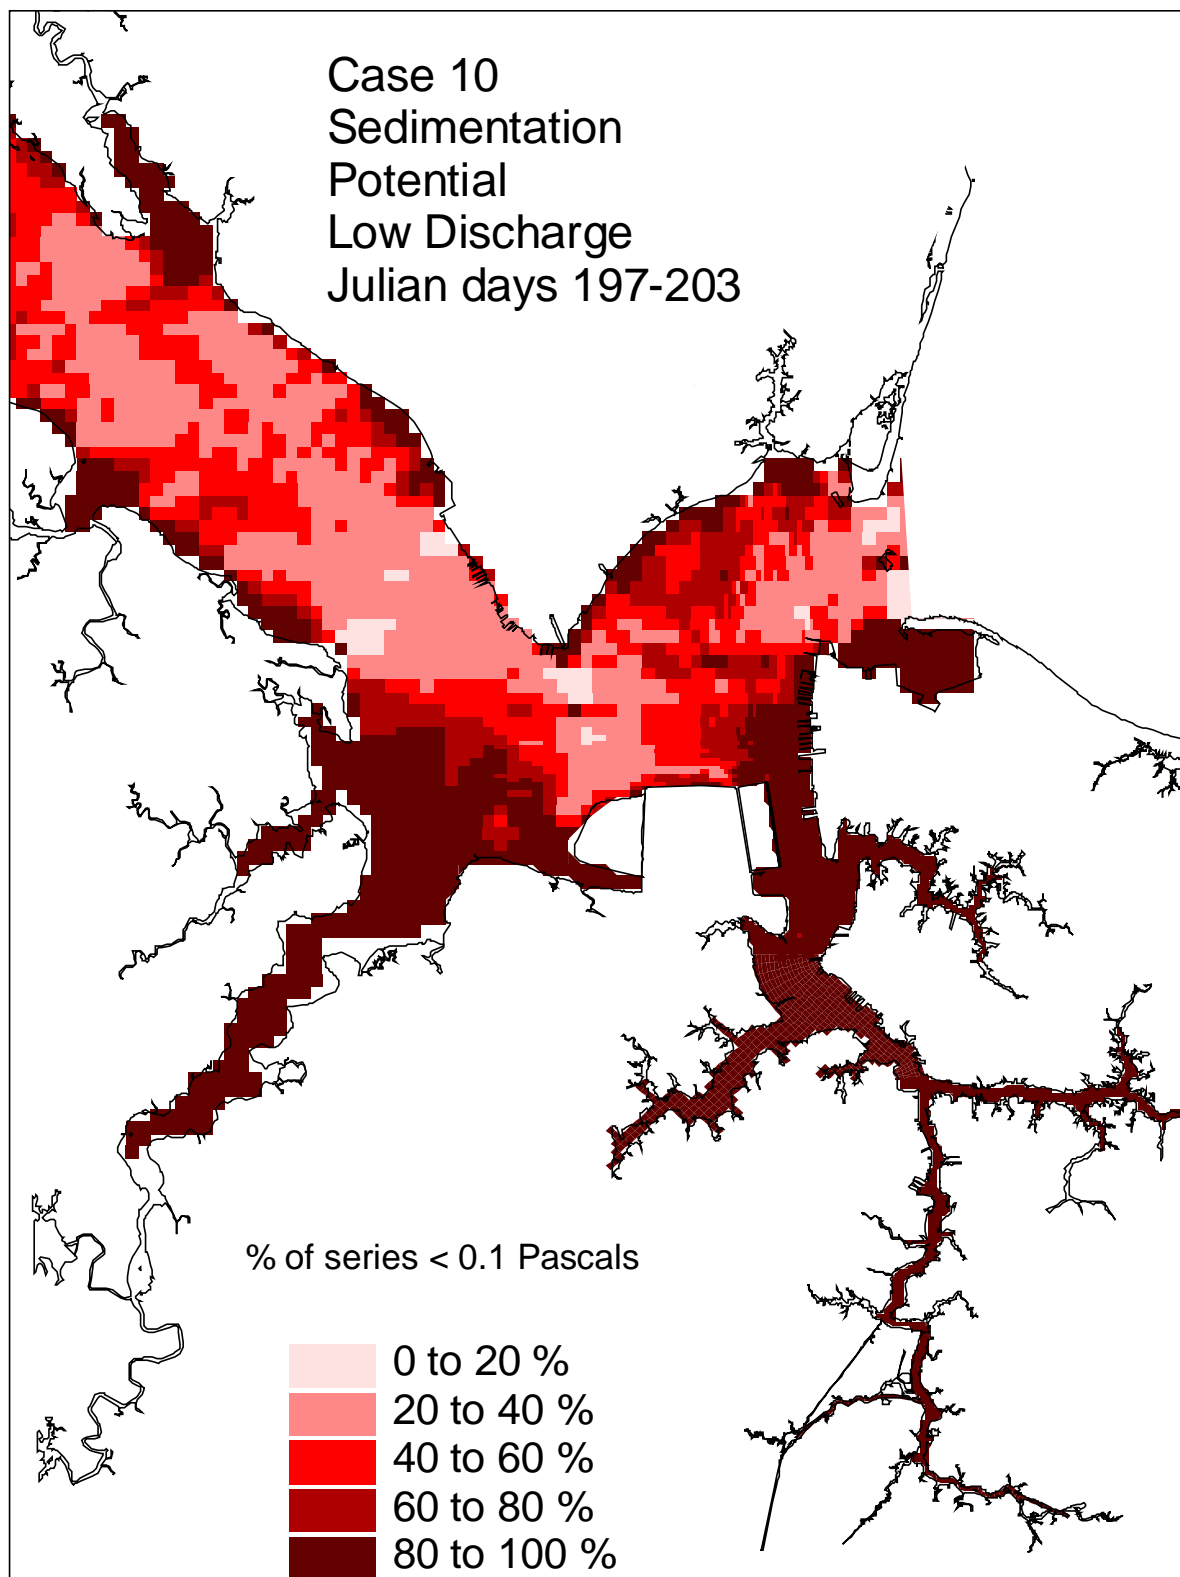 Case 10
Sedimentation
Potential
Low Discharge
Julian days 197-203
% of series < 0.1 Pascals
0 to 20 %
20 to 40 %
40 to 60 %
60 to 80 %
80 to 100 %